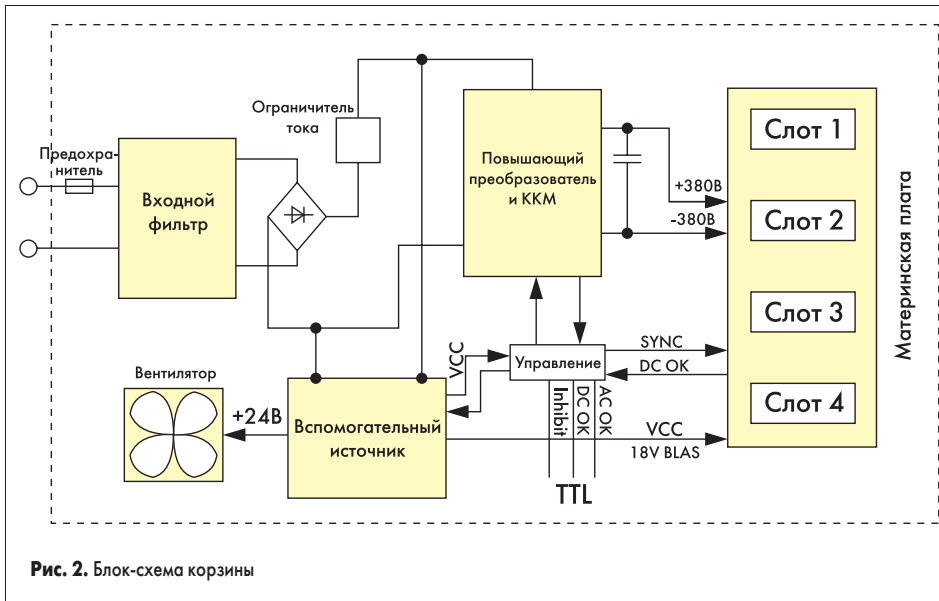 Ограничитель
тока
Предохра-
нитель
Входной
фильтр
Повышающий
преобразователь
и ККМ
+380В
-380В
Слот 1
Слот 2
Слот 3
Слот 4
Материнская плата
Управление
SYNC
DC OK
VCC
Inhibit
DC OK
AC OK
TTL
VCC
18V BLAS
Вентилятор
+24В
Вспомогательный
источник
Рис. 2. Блок-схема корзины